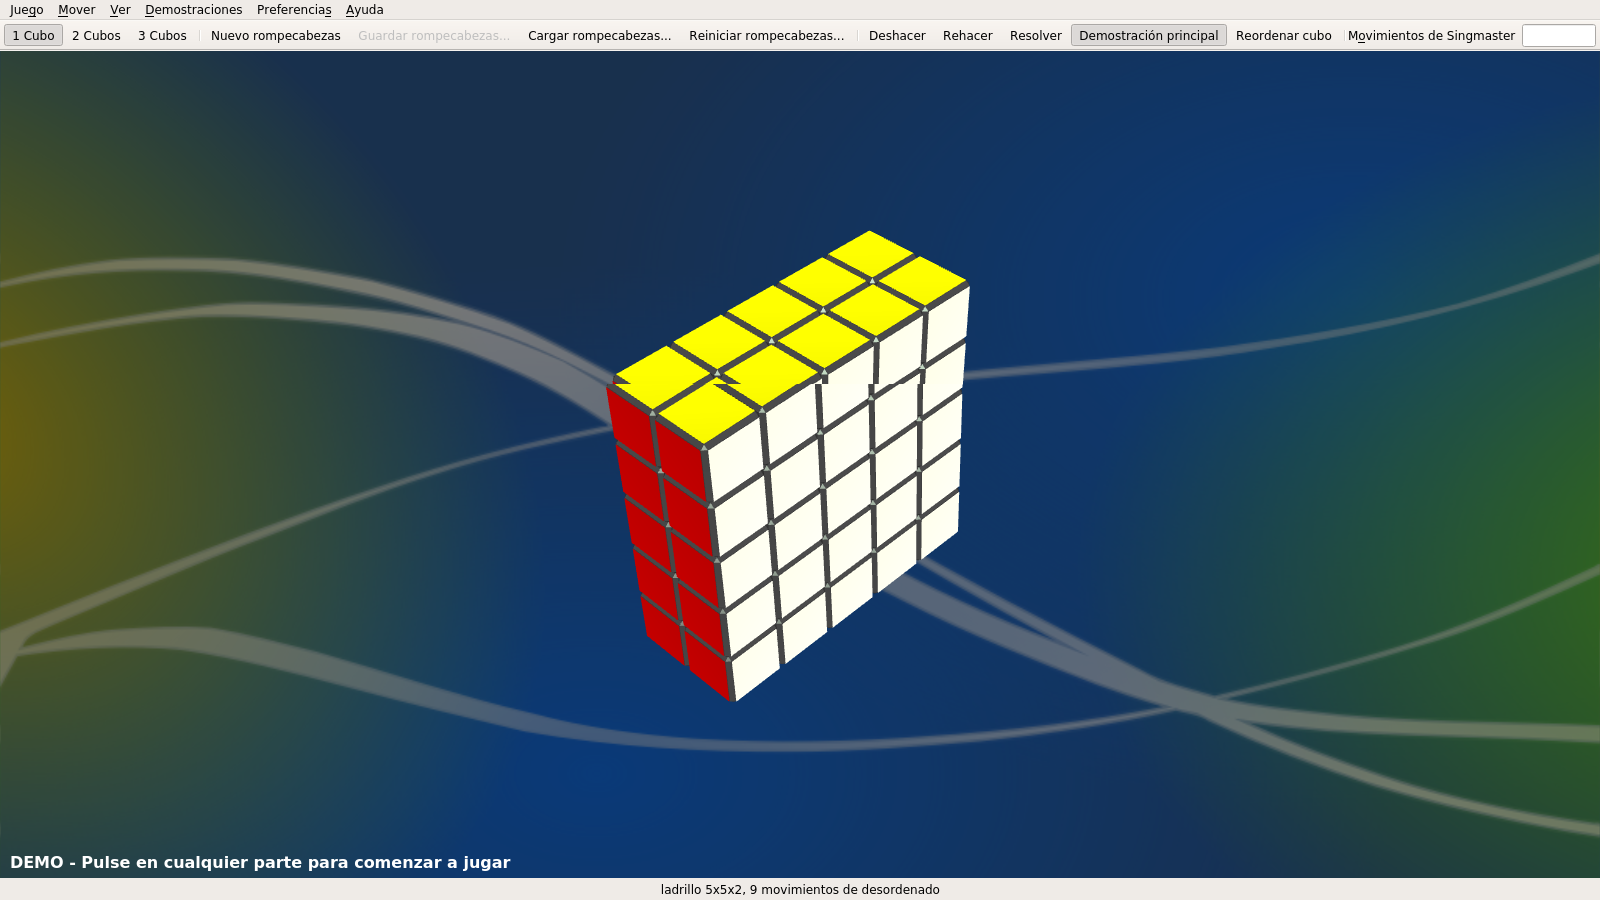 Juego Mover Ver Demostraciones Preferencias Ayuda
1 Cubo 2 Cubos 3 Cubos Nuevo rompecabezas Guardar rompecabezas... Cargar rompecabezas... Reiniciar rompecabezas... Deshacer Rehacer Resolver Demostración principal Reordenar cubo Movimientos de Singmaster
DEMO - Pulse en cualquier parte para comenzar a jugar
ladrillo 5x5x2, 9 movimientos de desordenado